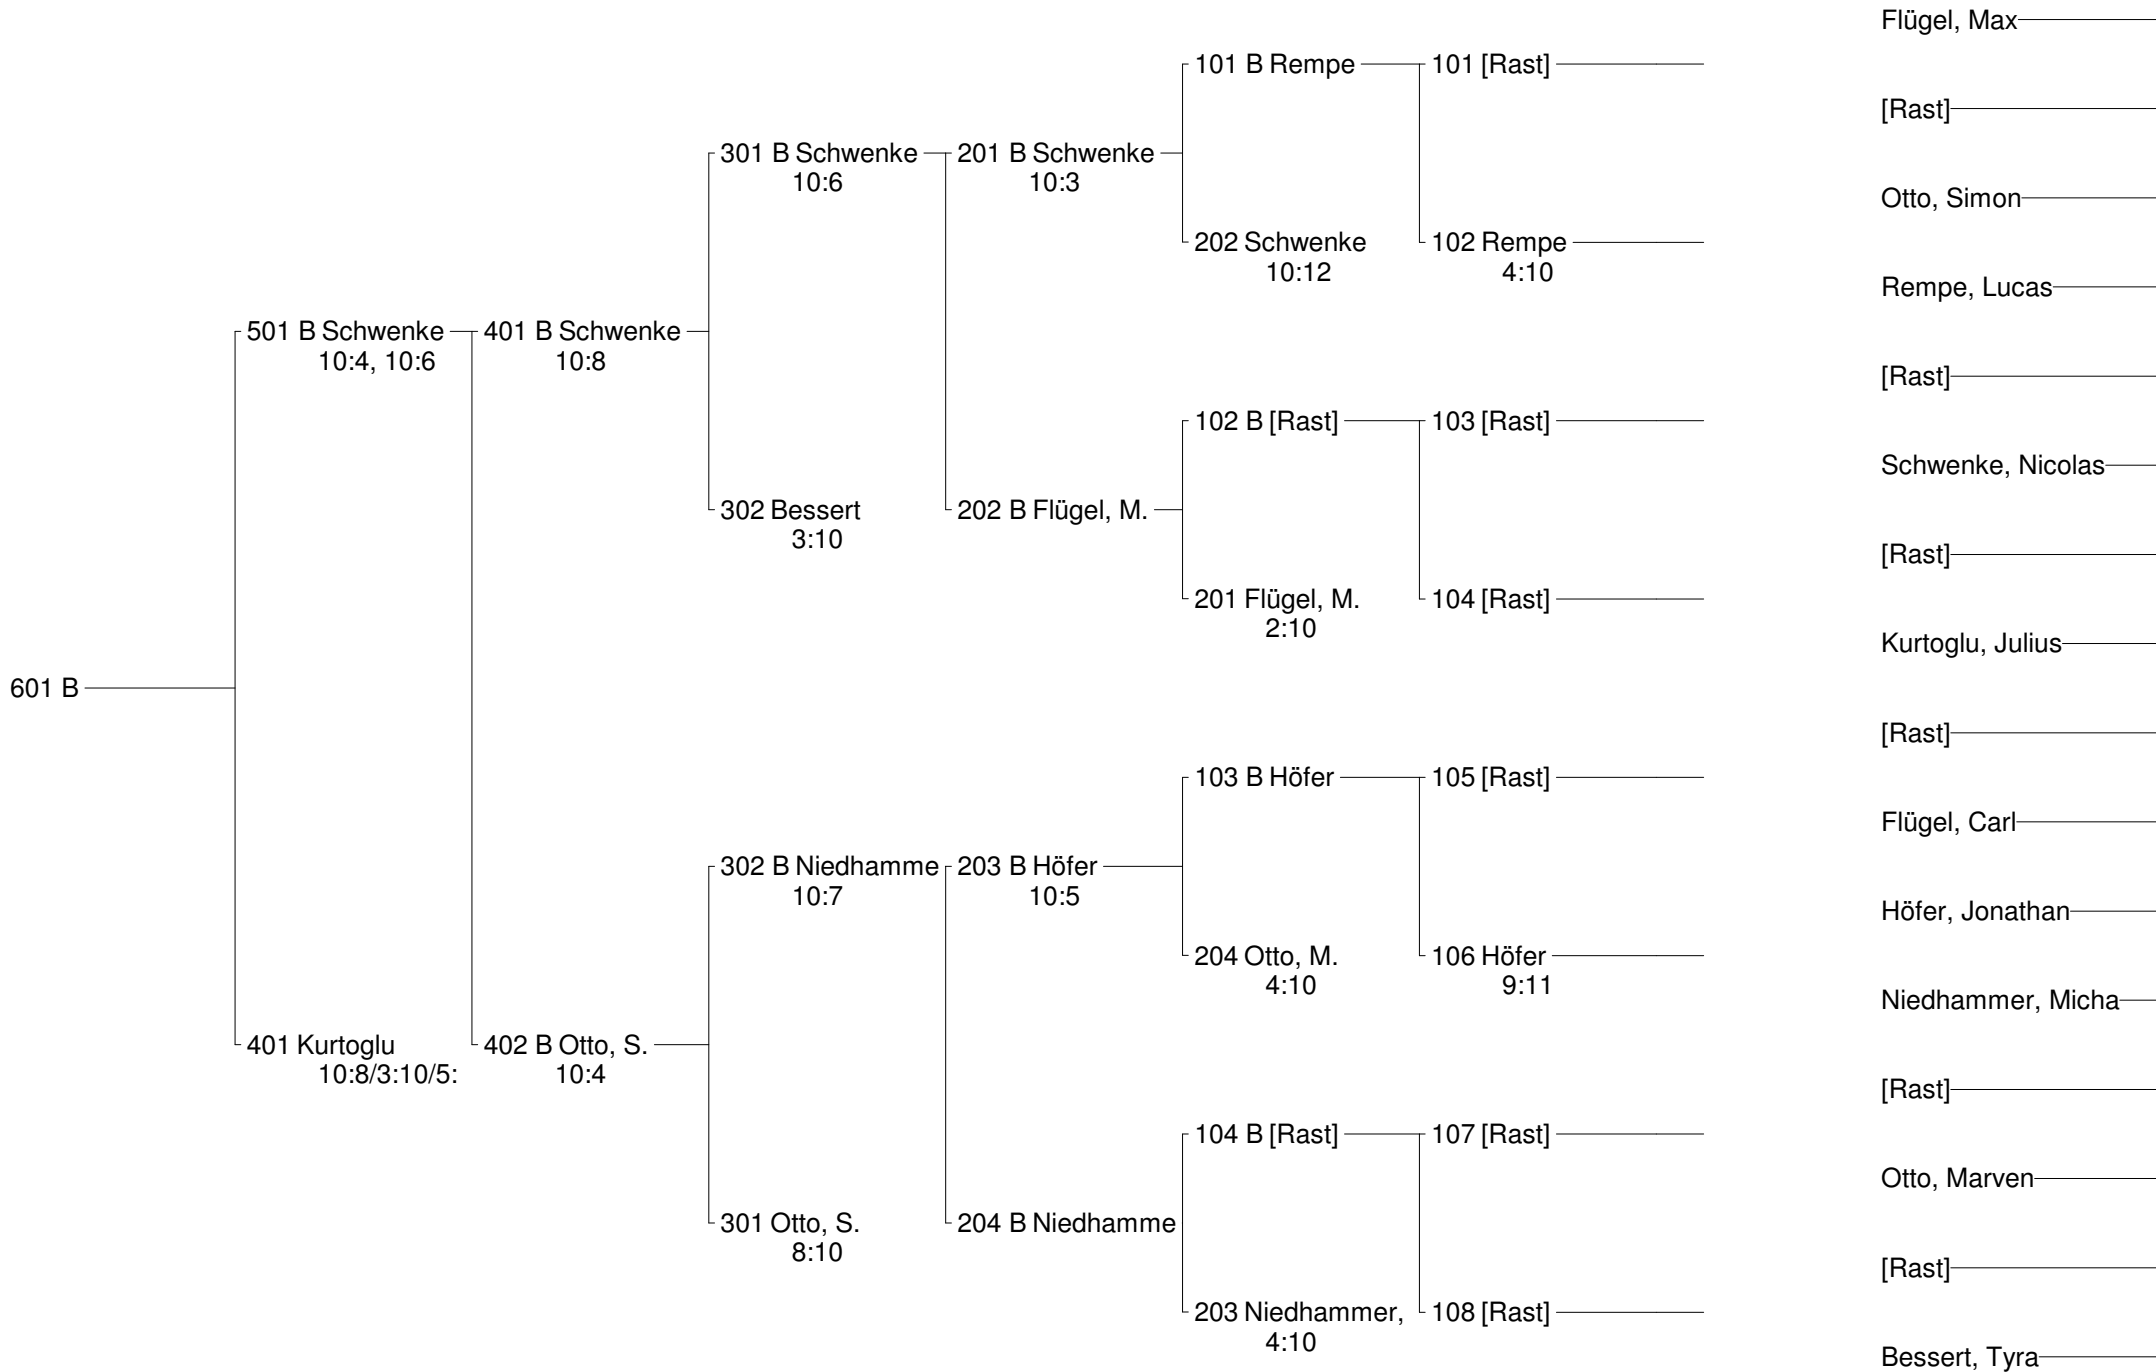 Flügel, Max
101 B Rempe
101 [Rast]
[Rast]
301 B Schwenke
10:6
201 B Schwenke
10:3
Otto, Simon
202 Schwenke
10:12
102 Rempe
4:10
Rempe, Lucas
501 B Schwenke
10:4, 10:6
401 B Schwenke
10:8
[Rast]
102 B [Rast]
103 [Rast]
Schwenke, Nicolas
302 Bessert
3:10
202 B Flügel, M.
[Rast]
201 Flügel, M.
2:10
104 [Rast]
Kurtoglu, Julius
601 B
[Rast]
103 B Höfer
105 [Rast]
Flügel, Carl
302 B Niedhamme
10:7
203 B Höfer
10:5
Höfer, Jonathan
204 Otto, M.
4:10
106 Höfer
9:11
Niedhammer, Micha
401 Kurtoglu
10:8/3:10/5:
402 B Otto, S.
10:4
[Rast]
104 B [Rast]
107 [Rast]
Otto, Marven
301 Otto, S.
8:10
204 B Niedhamme
[Rast]
203 Niedhammer,
4:10
108 [Rast]
Bessert, Tyra